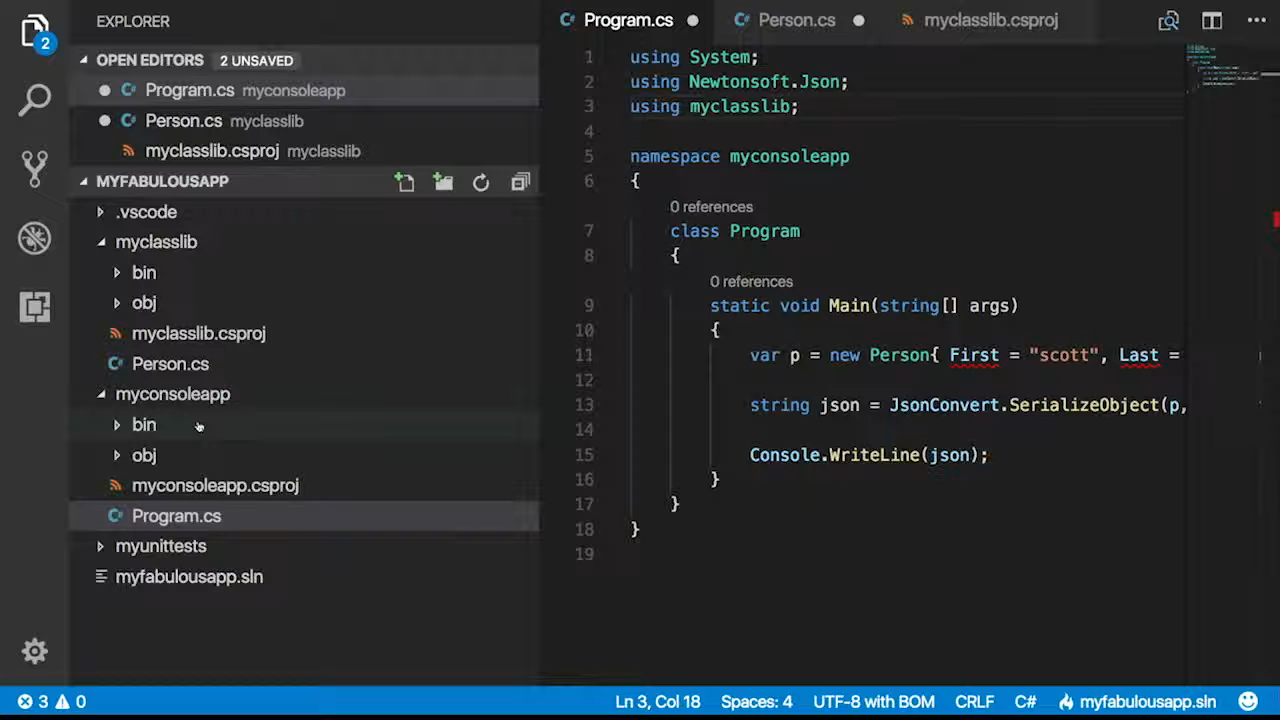 EXPLORER
OPEN EDITORS 2 UNSAVED
Program.cs myconsoleapp
Person.cs myclasslib
myclasslib.csproj myclasslib
MYFABULOUSAPP
.vscode
myclasslib
bin
obj
myclasslib.csproj
Person.cs
myconsoleapp
bin
obj
myconsoleapp.csproj
Program.cs
myunittests
myfabulousapp.sln
2
Program.cs Person.cs myclasslib.csproj
1 using System;
2 using Newtonsoft.Json;
3 using myclasslib;
4
5 namespace myconsoleapp
6 {
0 references
7 class Program
8 {
0 references
9 static void Main(string[] args)
10 {
11 var p = new Person{ First = "scott", Last =
12
13 string json = JsonConvert.SerializeObject(p,
14
15 Console.WriteLine(json);
16 }
17 }
18 }
19
3 0 Ln 3, Col 18 Spaces: 4 UTF-8 with BOM CRLF C# myfabulousapp.sln